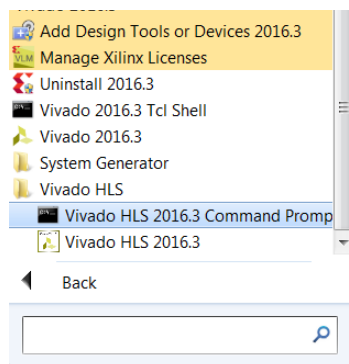 Add Design Tools or Devices 2016.3
VLM Manage Xilinx Licenses
Uninstall 2016.3
Vivado 2016.3 Tcl Shell
Vivado 2016.3
System Generator
Vivado HLS
Vivado HLS 2016.3 Command Promp
Vivado HLS 2016.3
Back